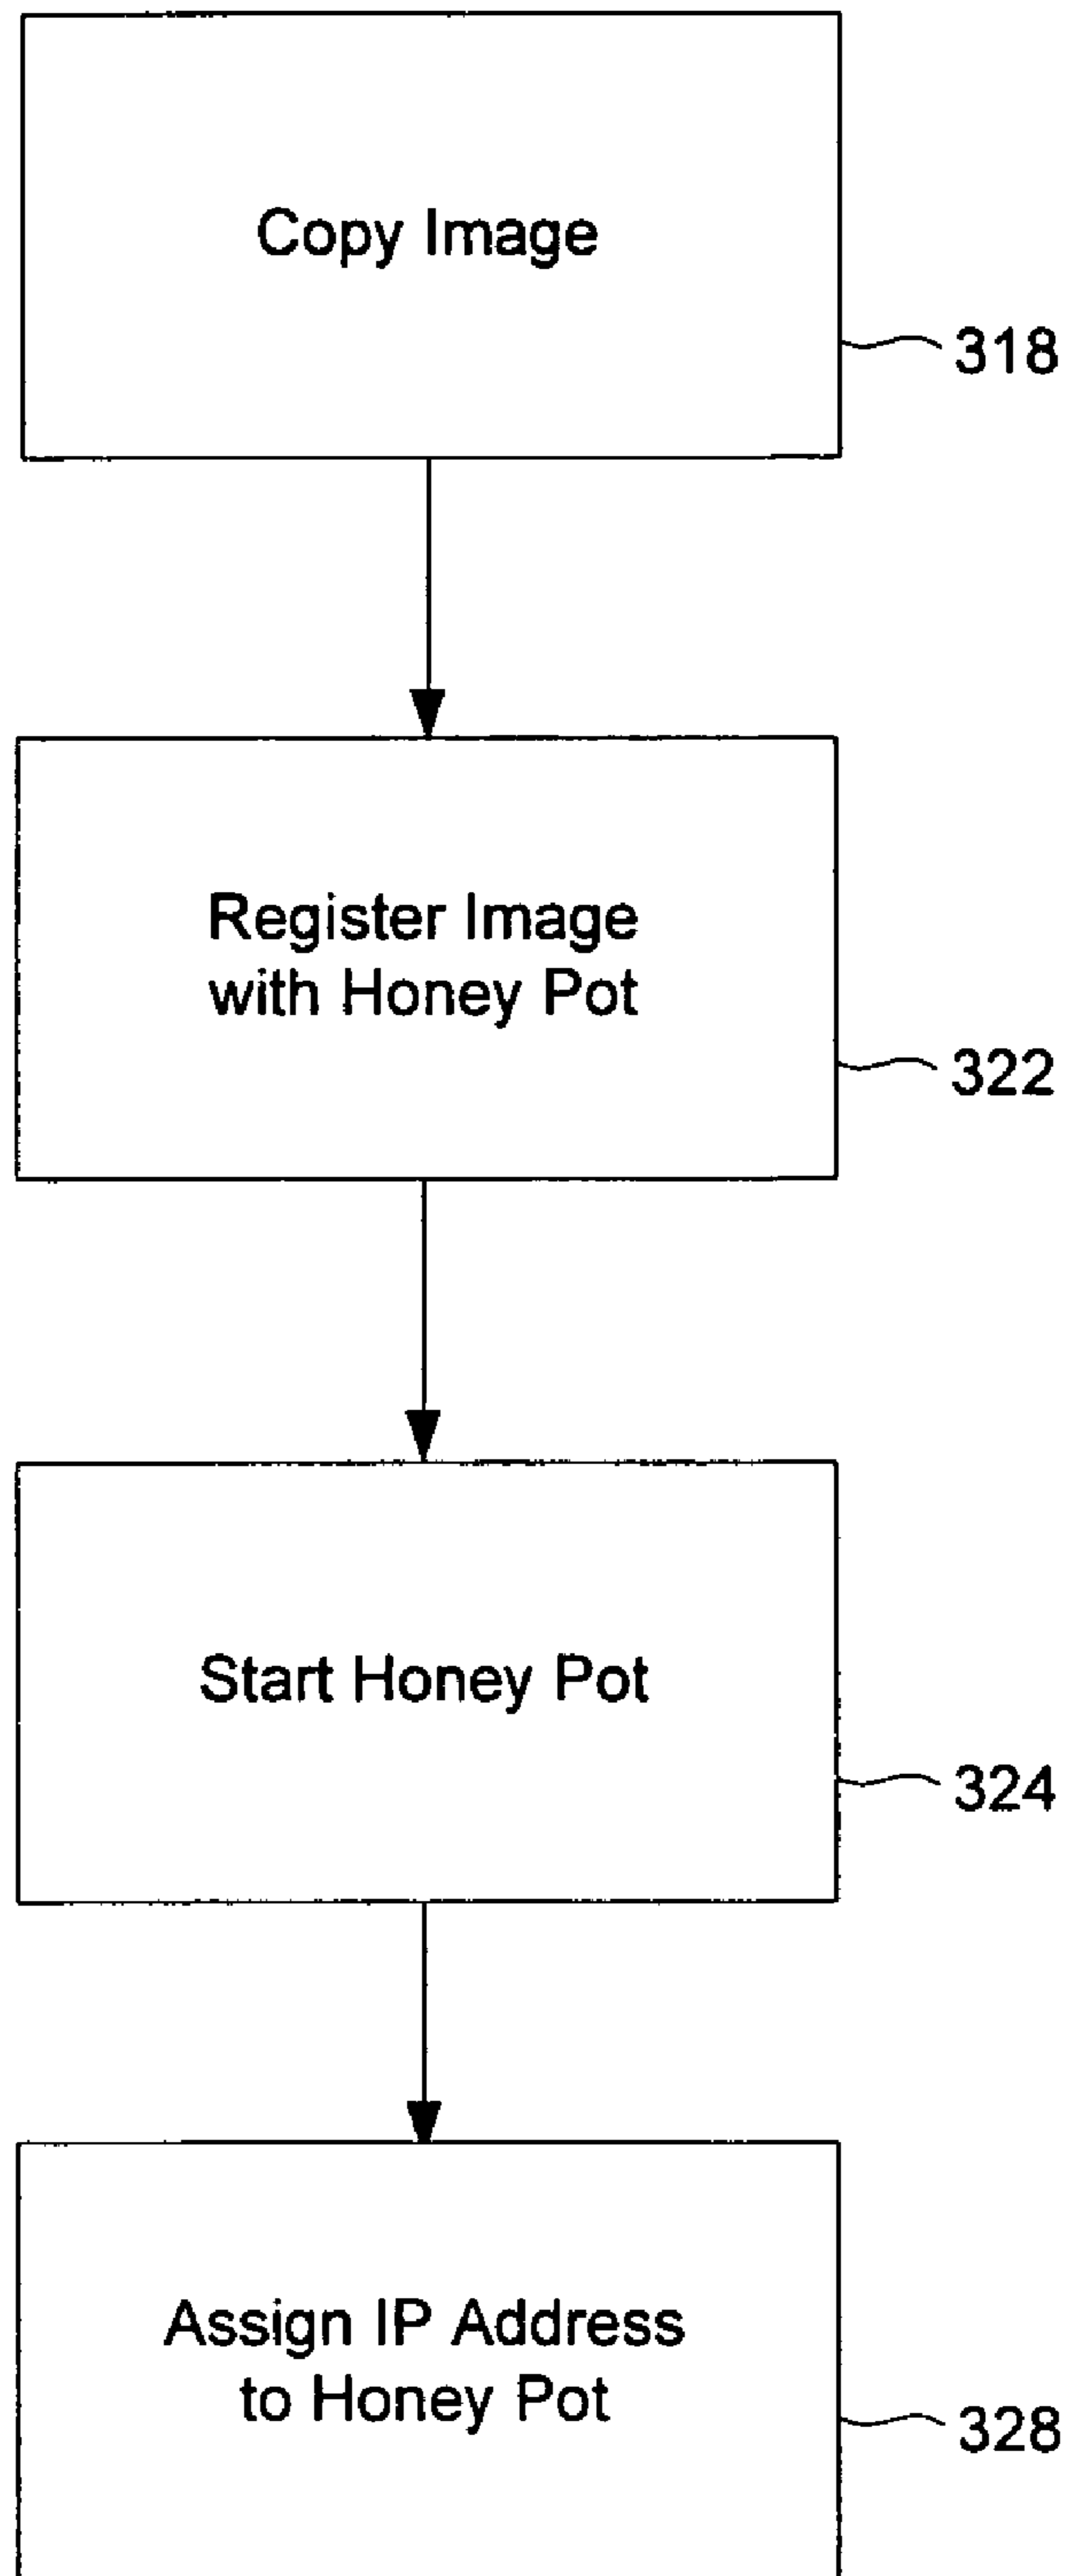 Copy Image
318
Register Image
with Honey Pot
322
Start Honey Pot
324
Assign IP Address
to Honey Pot
328